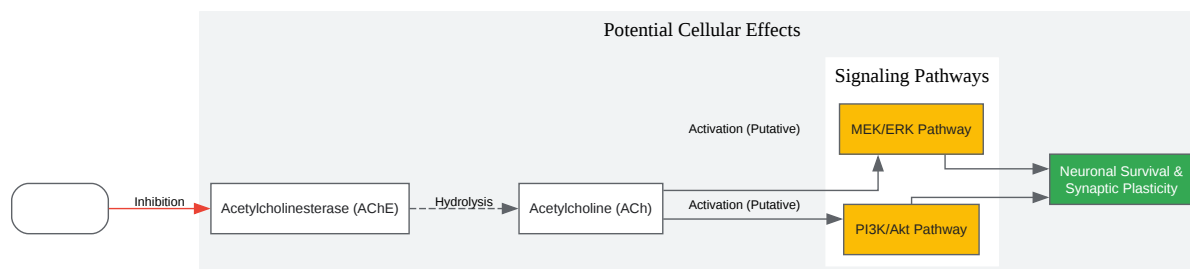 Potential Cellular Effects
Signaling Pathways
Activation (Putative)
MEK/ERK Pathway
Neuronal Survival &
Synaptic Plasticity
Inhibition
Acetylcholinesterase (AChE)
Hydrolysis
Acetylcholine (ACh)
Activation (Putative)
PI3K/Akt Pathway